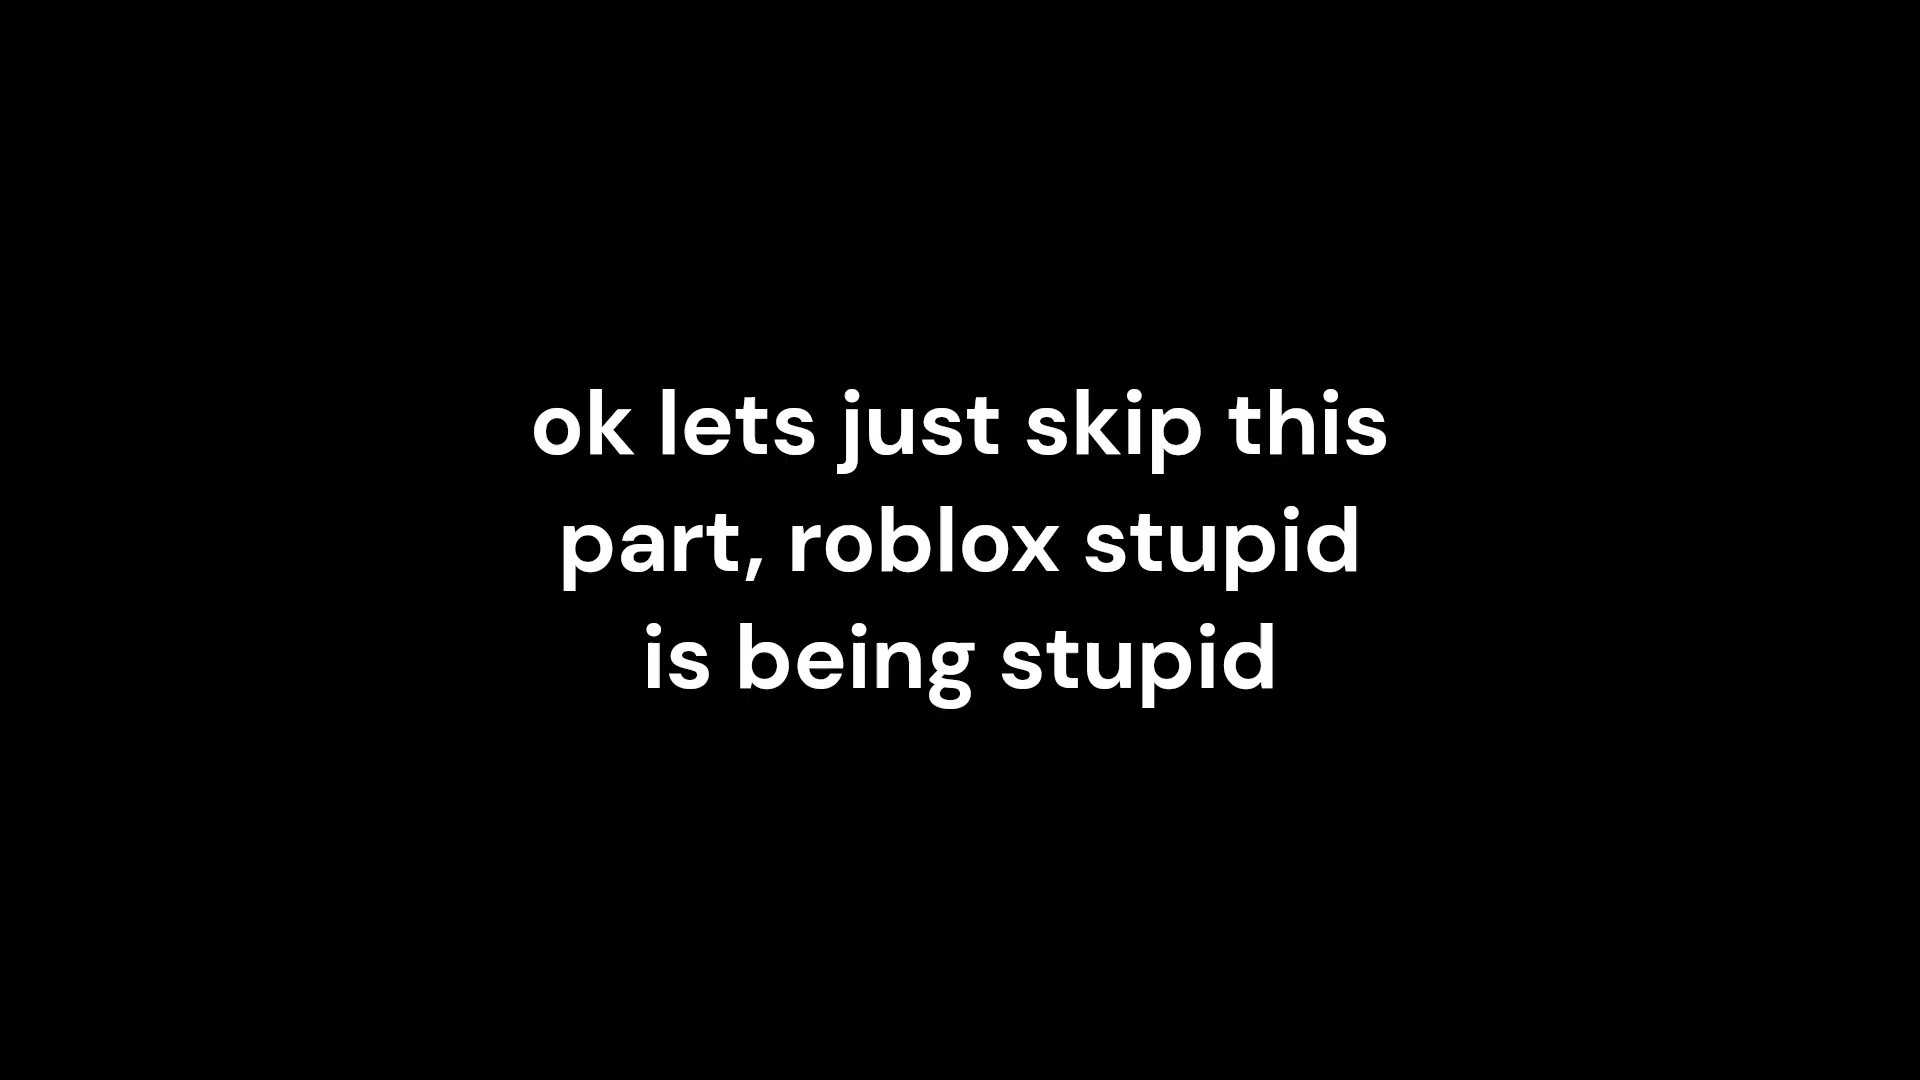 ok lets just skip this
part, roblox stupid
is being stupid